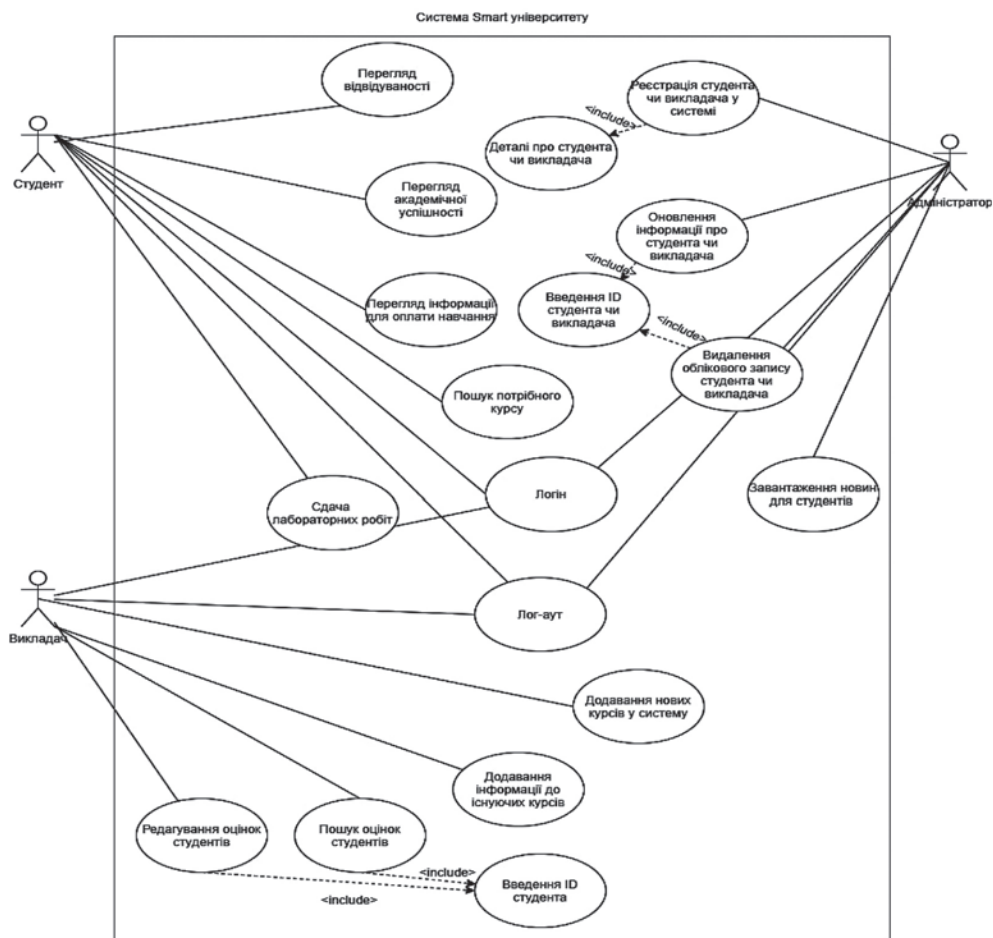 Система Smart університету
Перегляд
відвідуваності
Реєстрація студента
чи викладача у
системі
<include>
Деталі про студента
чи викладача
Студент
Адміністратор
Перегляд
академічної
успішності
Оновлення
інформації про
студента чи
викладача
<include>
Перегляд інформації
для оплати навчання
Введення ID
студента чи
викладача
<include>
Видалення
облікового запису
студента чи
викладача
Пошук потрібного
курсу
Логін
Завантаження новин
для студентів
Сдача
лабораторних робіт
Викладач
Лог-аут
Додавання нових
курсів у систему
Додавання
інформації до
існуючих курсів
Редагування оцінок
студентів
Пошук оцінок
студентів
<include>
Введення ID
студента
<include>